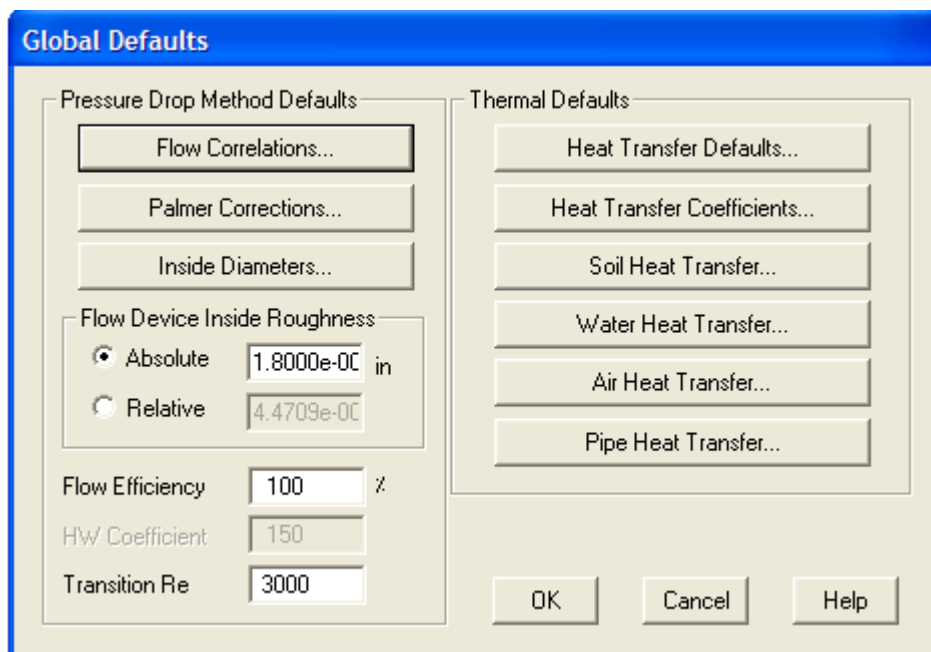 Global Defaults
Pressure Drop Method Defaults
Flow Correlations...
Palmer Corrections...
Inside Diameters...
Flow Device Inside Roughness
Absolute 1.8000e-00 in
Relative 4.4709e-00
Flow Efficiency 100 %
HW Coefficient 150
Transition Re 3000
Thermal Defaults
Heat Transfer Defaults...
Heat Transfer Coefficients...
Soil Heat Transfer...
Water Heat Transfer...
Air Heat Transfer...
Pipe Heat Transfer...
OK Cancel Help